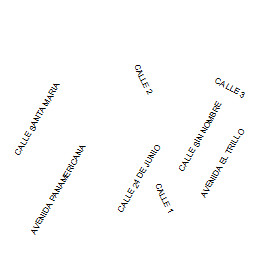 CALLE 2
CALLE 3
CALLE SANTA MARIA
CALLE SIN NOMBRE
AVENIDA EL TRILLO
CALLE 24 DE JUNIO
AVENIDA PANAMERICANA
CALLE 1